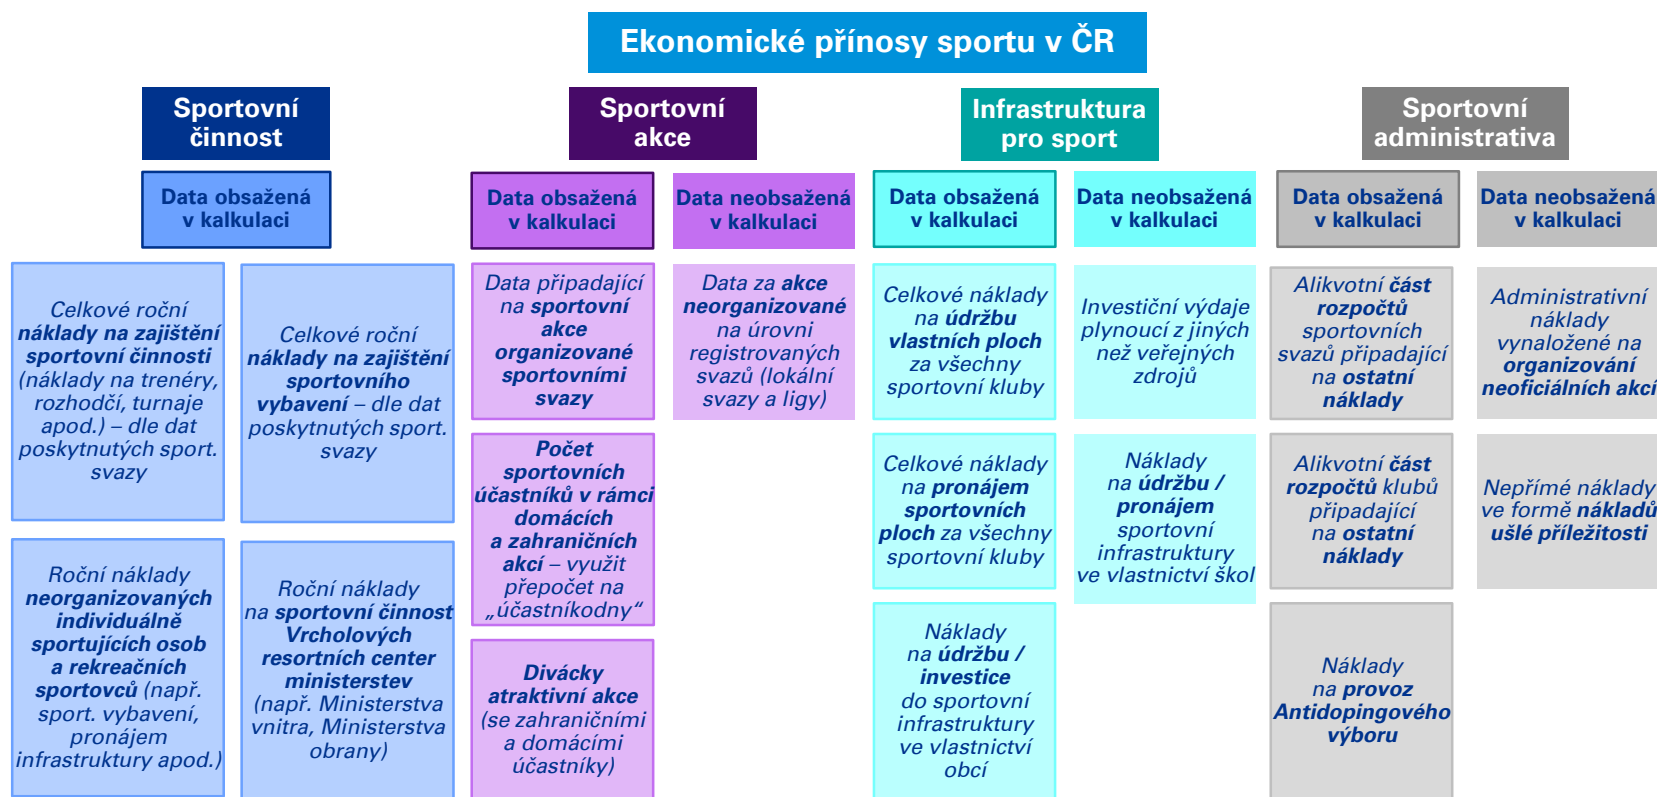 Ekonomické přínosy sportu v ČR
Sportovní
činnost
Data obsažená
v kalkulaci
Celkové roční
náklady na zajištění
sportovní činnosti
(náklady na trenéry,
rozhodčí, turnaje
apod.) – dle dat
poskytnutých sport.
svazy
Celkové roční
náklady na zajištění
sportovního
vybavení – dle dat
poskytnutých sport.
svazy
Roční náklady
neorganizovaných
individuálně
sportujících osob
a rekreačních
sportovců (např.
sport. vybavení,
pronájem
infrastruktury apod.)
Roční náklady
na sportovní činnost
Vrcholových
resortních center
ministerstev
(např. Ministerstva
vnitra, Ministerstva
obrany)
Sportovní
akce
Data obsažená
v kalkulaci
Data neobsažená
v kalkulaci
Data připadající
na sportovní
akce
organizované
sportovními
svazy
Data za akce
neorganizované
na úrovni
registrovaných
svazů (lokální
svazy a ligy)
Počet
sportovních
účastníků v rámci
domácích
a zahraničních
akcí – využit
přepočet na
„účastníkodny“
Divácky
atraktivní akce
(se zahraničními
a domácími
účastníky)
Infrastruktura
pro sport
Data obsažená
v kalkulaci
Data neobsažená
v kalkulaci
Celkové náklady
na údržbu
vlastních ploch
za všechny
sportovní kluby
Investiční výdaje
plynoucí z jiných
než veřejných
zdrojů
Celkové náklady
na pronájem
sportovních
ploch za všechny
sportovní kluby
Náklady
na údržbu /
pronájem
sportovní
infrastruktury
ve vlastnictví škol
Náklady
na údržbu /
investice
do sportovní
infrastruktury
ve vlastnictví
obcí
Sportovní
administrativa
Data obsažená
v kalkulaci
Data neobsažená
v kalkulaci
Alikvotní část
rozpočtů
sportovních
svazů připadající
na ostatní
náklady
Administrativní
náklady
vynaložené na
organizování
neoficiálních akcí
Alikvotní část
rozpočtů klubů
připadající
na ostatní
náklady
Nepřímé náklady
ve formě nákladů
ušlé příležitosti
Náklady
na provoz
Antidopingového
výboru